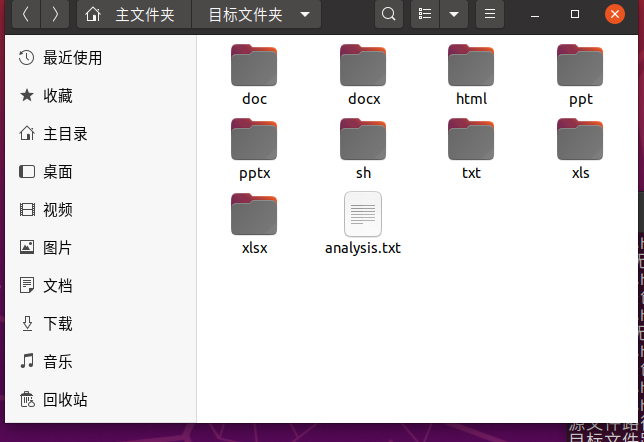 主文件夹 目标文件夹
最近使用
收藏
主目录
桌面
视频
图片
文档
下载
音乐
回收站
doc docx html ppt
pptx sh txt xls
xlsx analysis.txt
源文件路
目标文件